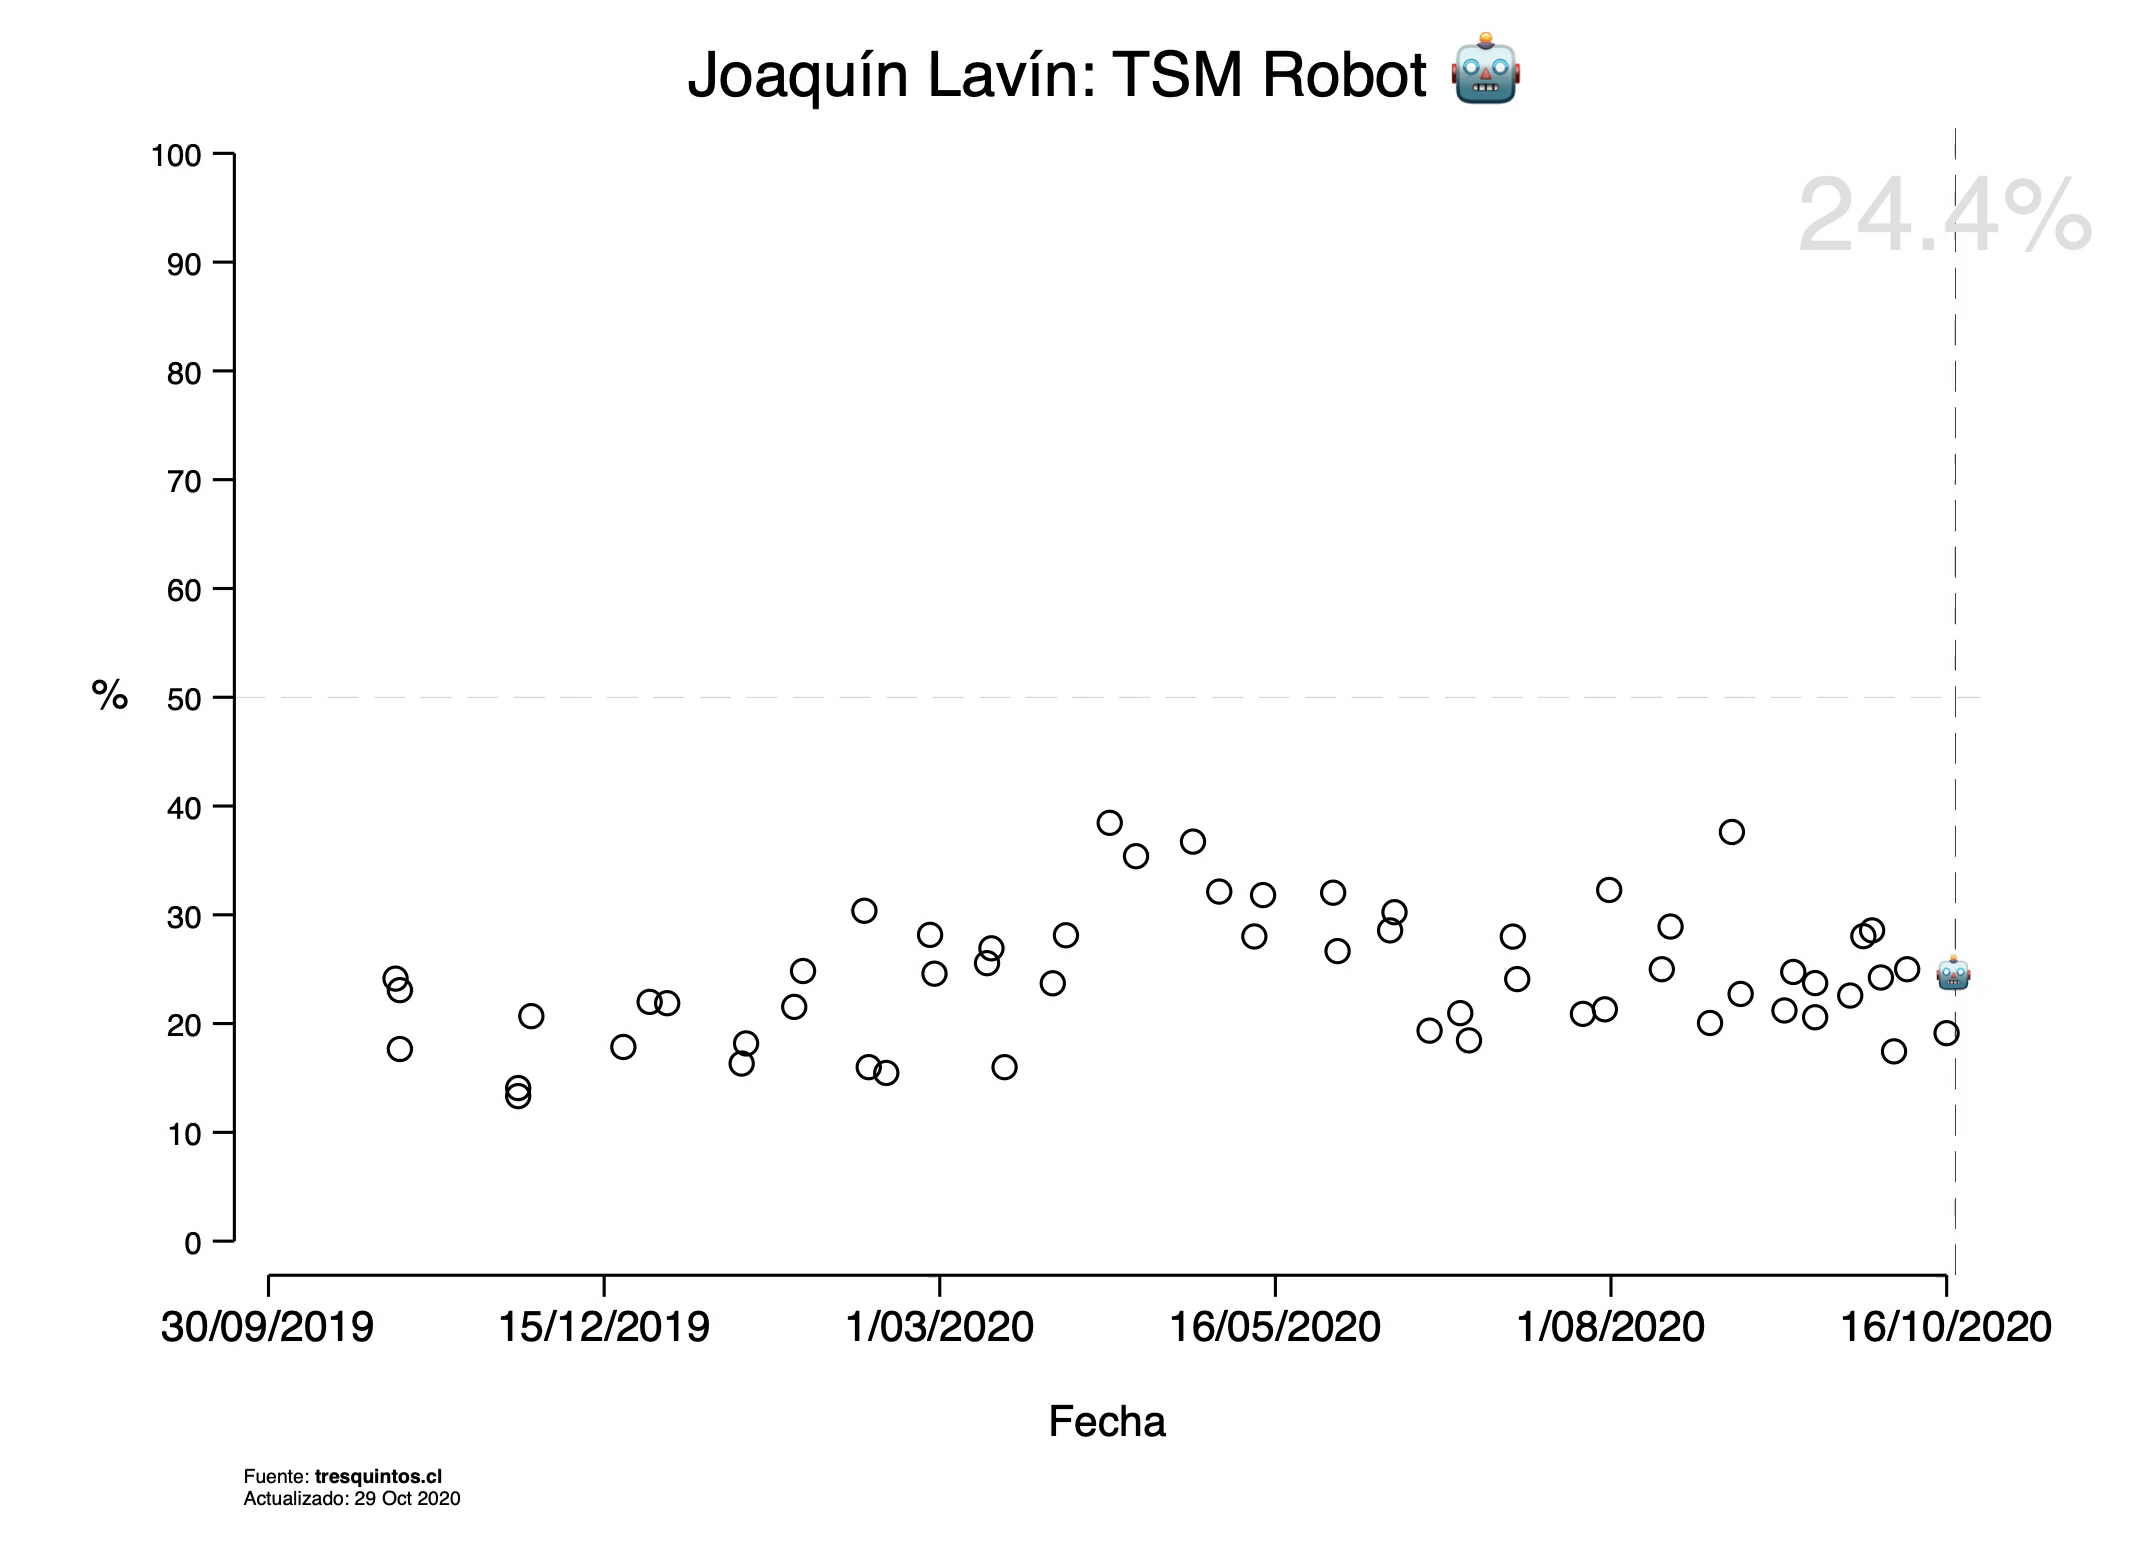 Joaquín Lavín: TSM Robot 🤖
24.4%
100
90
80
70
60
50
40
30
20
10
0
%
30/09/2019 15/12/2019 1/03/2020 16/05/2020 1/08/2020 16/10/2020
Fecha
Fuente: tresquintos.cl
Actualizado: 29 Oct 2020